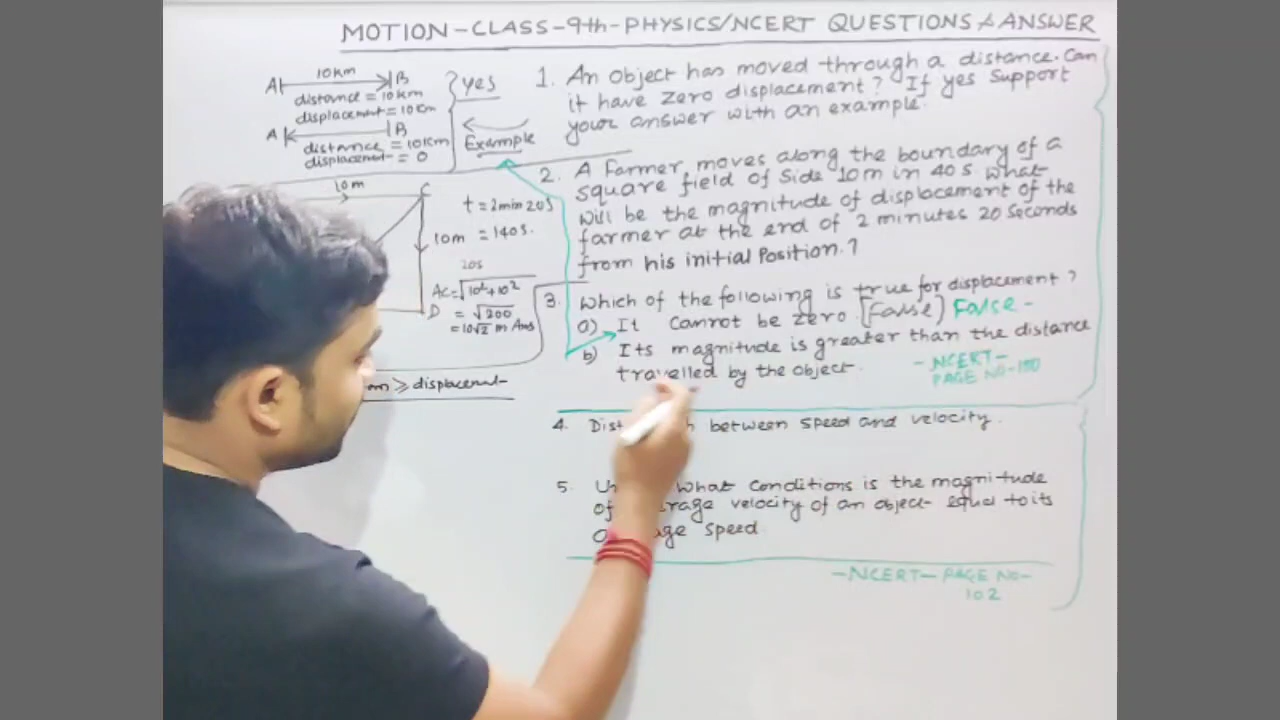 MOTION-CLASS-9th-PHYSICS/NCERT QUESTIONS & ANSWER
10km
A B
distance = 10km
displacement = 10km
A B
distance = 10km
displacement = 0
yes
Example
10m
C
t = 2min 20s
10m = 140s.
20s
AC = √10²+10²
D = √200
= 10√2 m Ans
≥ displacement
1. An object has moved through a distance. Can
it have zero displacement? If yes support
your answer with an example.
2. A farmer moves along the boundary of a
square field of side 10m in 40s what
will be the magnitude of displacement of the
farmer at the end of 2 minutes 20 seconds
from his initial position.?
3. Which of the following is true for displacement?
a) It cannot be zero. [False] False -
b) Its magnitude is greater than the distance
travelled by the object.
-NCERT-
PAGE NO-100
4. between speed and velocity.
5. what conditions is the magnitude
of velocity of an object equal to its
speed
-NCERT- PAGE NO-
102